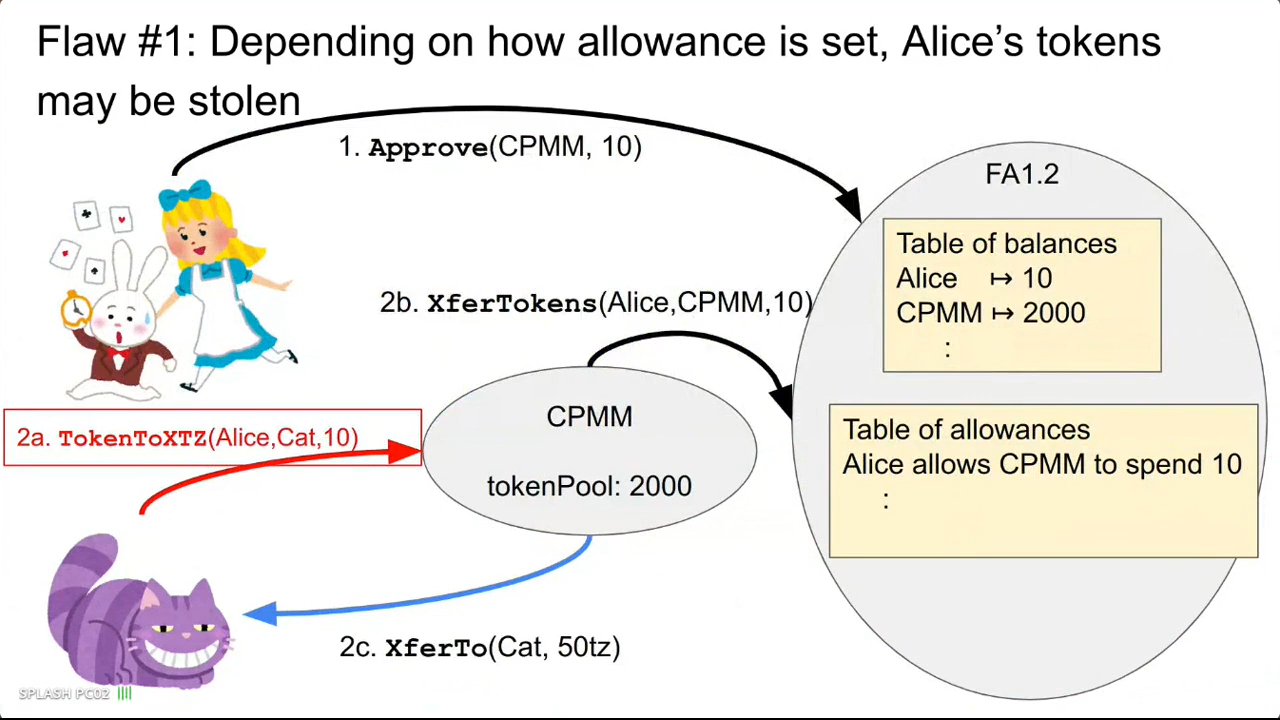 Flaw #1: Depending on how allowance is set, Alice’s tokens
may be stolen
1. Approve(CPMM, 10)
FA1.2
Table of balances
Alice ↦ 10
CPMM ↦ 2000
:
2b. XferTokens(Alice,CPMM,10)
2a. TokenToXTZ(Alice,Cat,10)
CPMM
tokenPool: 2000
Table of allowances
Alice allows CPMM to spend 10
:
2c. XferTo(Cat, 50tz)
SPLASH PC02